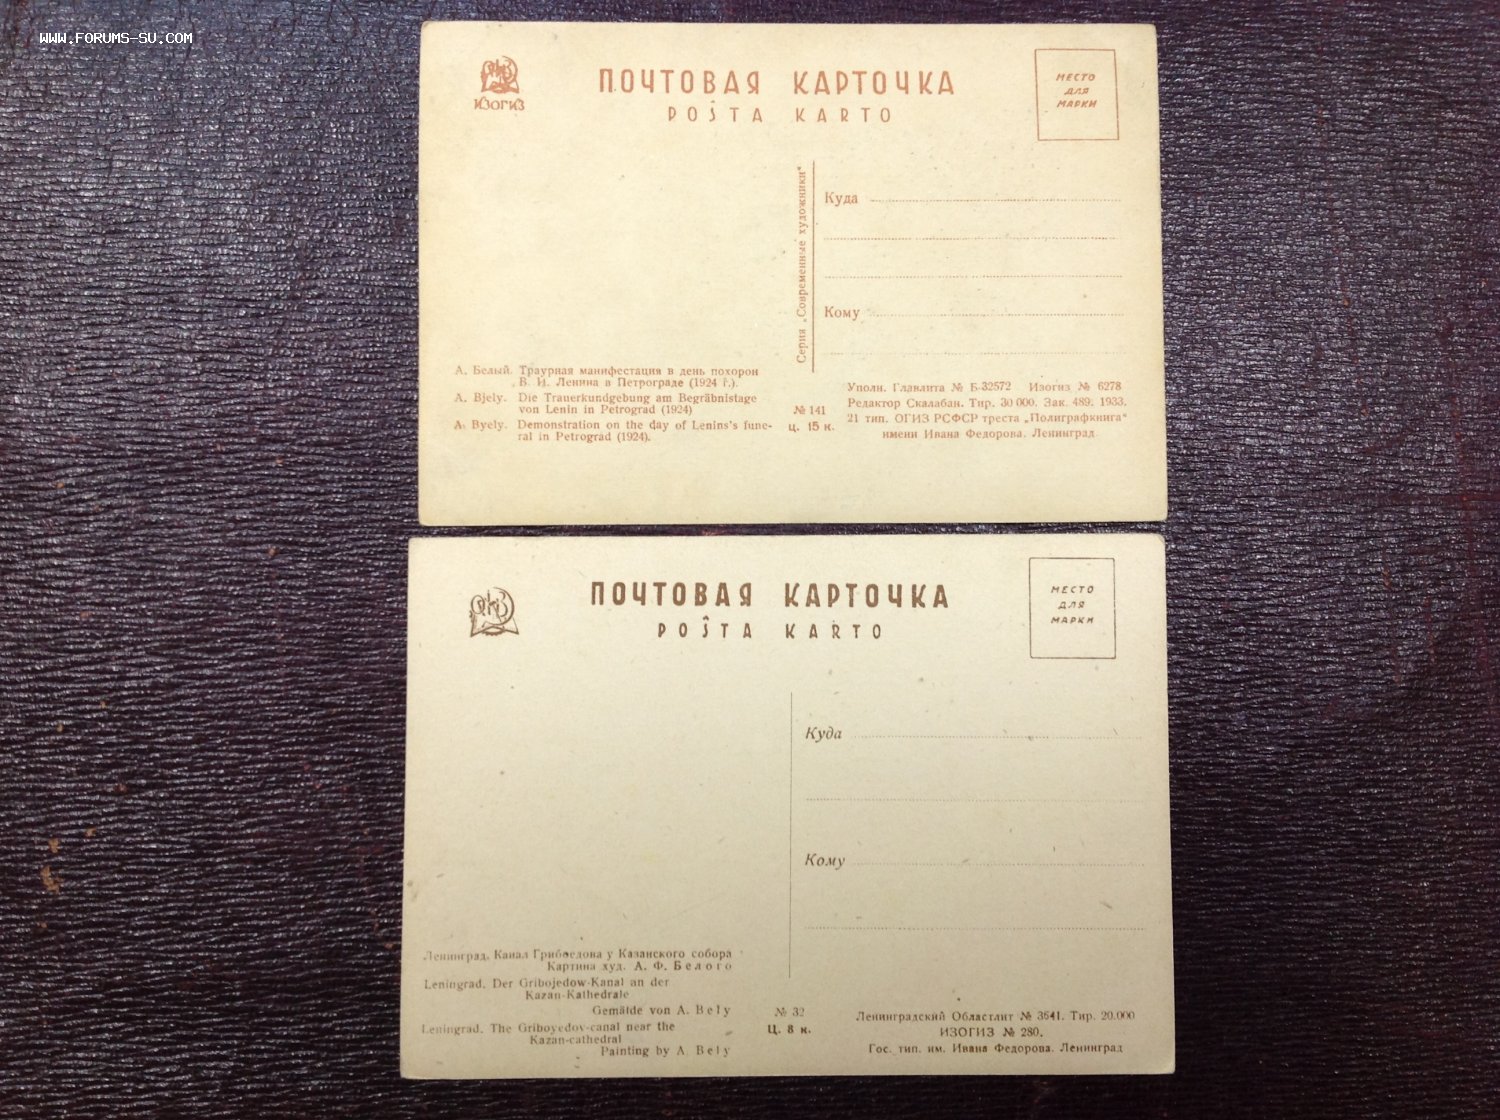 www.forums-su.com
ИЗОГИЗ
ПОЧТОВАЯ КАРТОЧКА
POŜTA KARTO
МЕСТО
ДЛЯ
МАРКИ
Серия „Современные художники“
Куда
Кому
А. Белый. Траурная манифестация в день похорон
В. И. Ленина в Петрограде (1924 г.).
A. Bjely. Die Trauerkundgebung am Begräbnistage
von Lenin in Petrograd (1924)
A. Byely. Demonstration on the day of Lenins's fune-
ral in Petrograd (1924).
№ 141
ц. 15 к.
Уполн. Главлита № Б-32572 Изогиз № 6278
Редактор Скалабан. Тир. 30 000. Зак. 489. 1933.
21 тип. ОГИЗ РСФСР треста „Полиграфкнига“
имени Ивана Федорова. Ленинград
ПОЧТОВАЯ КАРТОЧКА
POŜTA KARTO
МЕСТО
ДЛЯ
МАРКИ
Куда
Кому
Ленинград. Канал Грибоедова у Казанского собора
Картина худ. А. Ф. Белого
Leningrad. Der Gribojedow-Kanal an der
Kazan-Kathedrale
Gemälde von A. Bely
Leningrad. The Griboyedov-canal near the
Kazan-cathedral
Painting by A. Bely
№ 32
Ц. 8 к.
Ленинградский Областлит № 3641. Тир. 20.000
ИЗОГИЗ № 280.
Гос. тип. им. Ивана Федорова. Ленинград